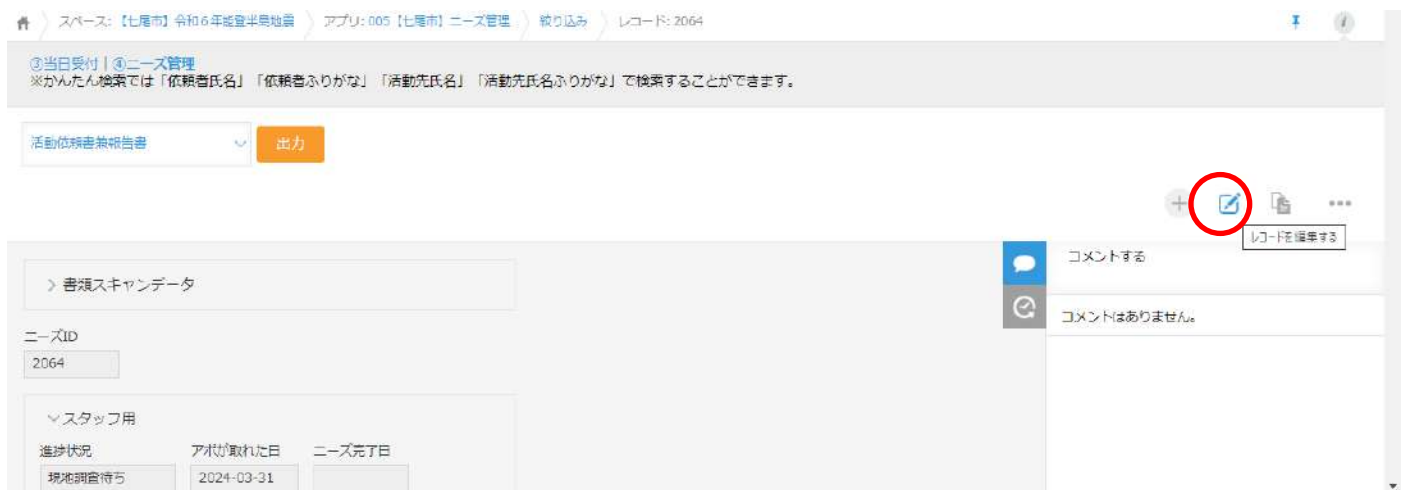 スペース: 【七尾市】令和６年能登半島地震 アプリ: 005【七尾市】ニーズ管理 絞り込み レコード: 2064
③当日受付 | ④ニーズ管理
※かんたん検索では「依頼者氏名」「依頼者ふりがな」「活動先氏名」「活動先氏名ふりがな」で検索することができます。
活動依頼書兼報告書 出力
レコードを編集する
書類スキャンデータ
コメントする
コメントはありません。
ニーズID
2064
スタッフ用
進捗状況 アポが取れた日 ニーズ完了日
現地調査待ち 2024-03-31